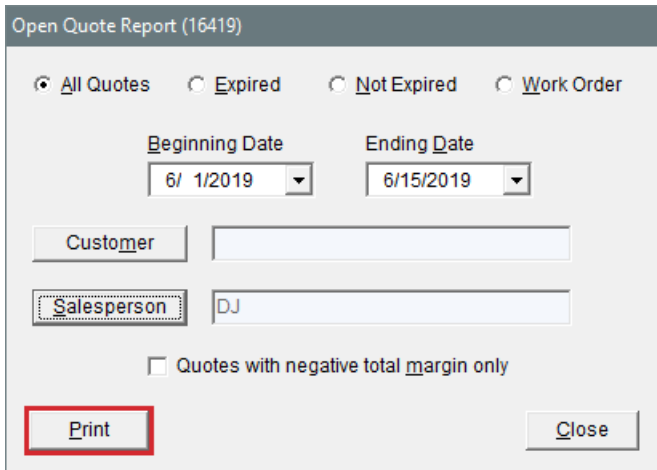 Open Quote Report (16419)
All Quotes Expired Not Expired Work Order
Beginning Date Ending Date
6/ 1/2019 6/15/2019
Customer
Salesperson DJ
Quotes with negative total margin only
Print Close